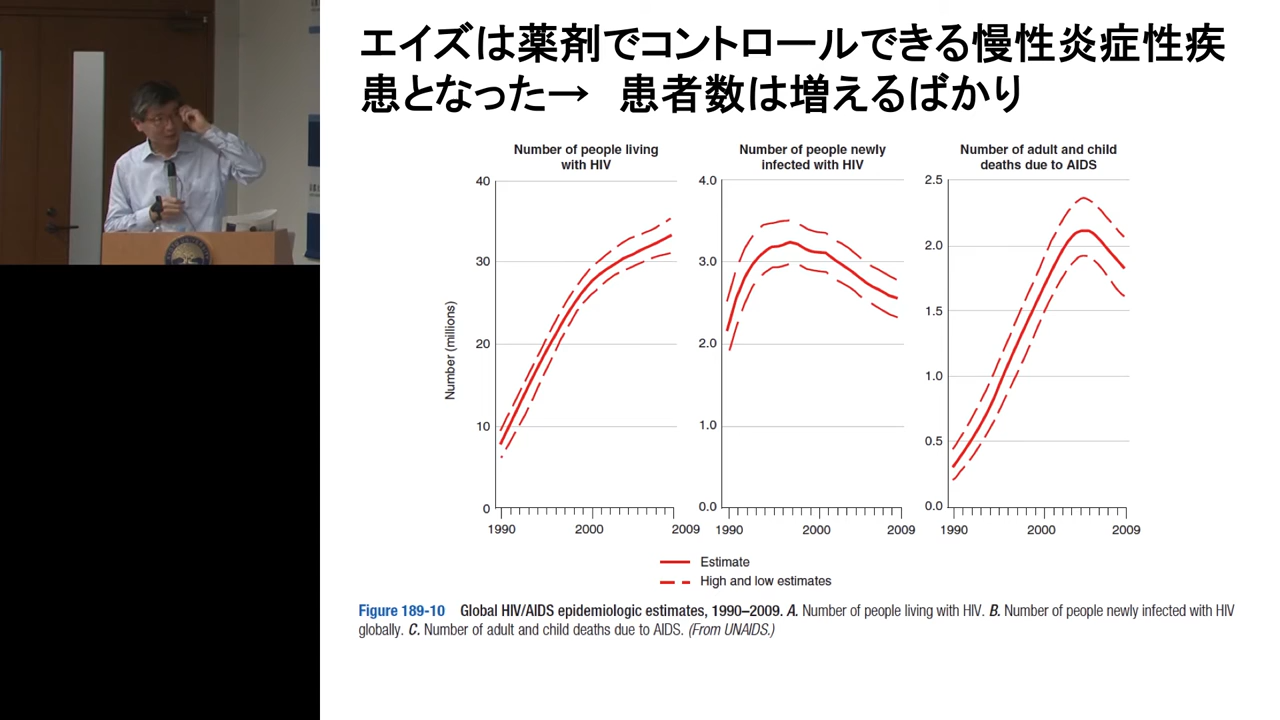 エイズは薬剤でコントロールできる慢性炎症性疾
患となった→　患者数は増えるばかり
Number of people living
with HIV
Number of people newly
infected with HIV
Number of adult and child
deaths due to AIDS
Number (millions)
40
30
20
10
0
1990
2000
2009
4.0
3.0
2.0
1.0
0.0
1990
2000
2009
2.5
2.0
1.5
1.0
0.5
0.0
1990
2000
2009
Estimate
High and low estimates
Figure 189-10 Global HIV/AIDS epidemiologic estimates, 1990–2009. A. Number of people living with HIV. B. Number of people newly infected with HIV
globally. C. Number of adult and child deaths due to AIDS. (From UNAIDS.)